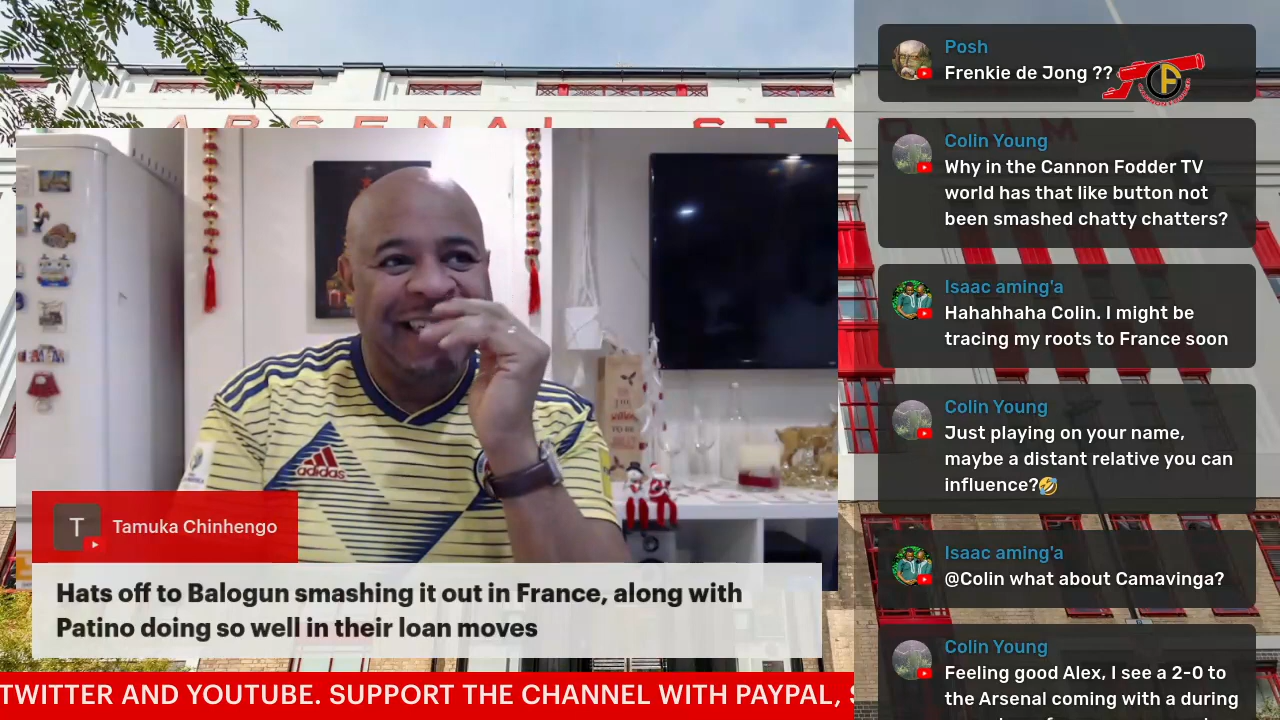 ARSENAL STADIUM
adidas
Tamuka Chinhengo
T
Hats off to Balogun smashing it out in France, along with
Patino doing so well in their loan moves
TWITTER AND YOUTUBE. SUPPORT THE CHANNEL WITH PAYPAL,
Posh
Frenkie de Jong ??
Colin Young
Why in the Cannon Fodder TV
world has that like button not
been smashed chatty chatters?
Isaac aming'a
Hahahhaha Colin. I might be
tracing my roots to France soon
Colin Young
Just playing on your name,
maybe a distant relative you can
influence?🤣
Isaac aming'a
@Colin what about Camavinga?
Colin Young
Feeling good Alex, I see a 2-0 to
the Arsenal coming with a during